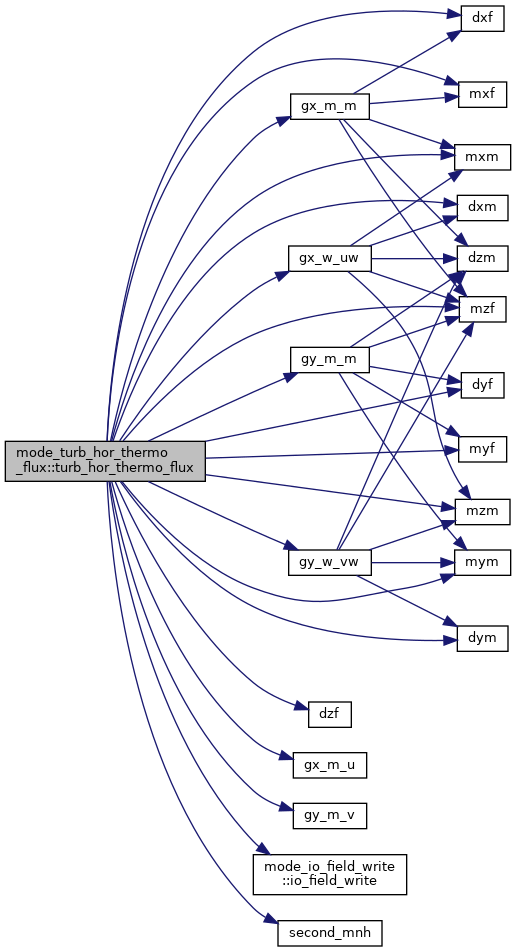 dxf
mxf
gx_m_m
mxm
dxm
gx_w_uw
dzm
mzf
gy_m_m
dyf
mode_turb_hor_thermo
_flux::turb_hor_thermo_flux
myf
mzm
gy_w_vw
mym
dym
dzf
gx_m_u
gy_m_v
mode_io_field_write
::io_field_write
second_mnh